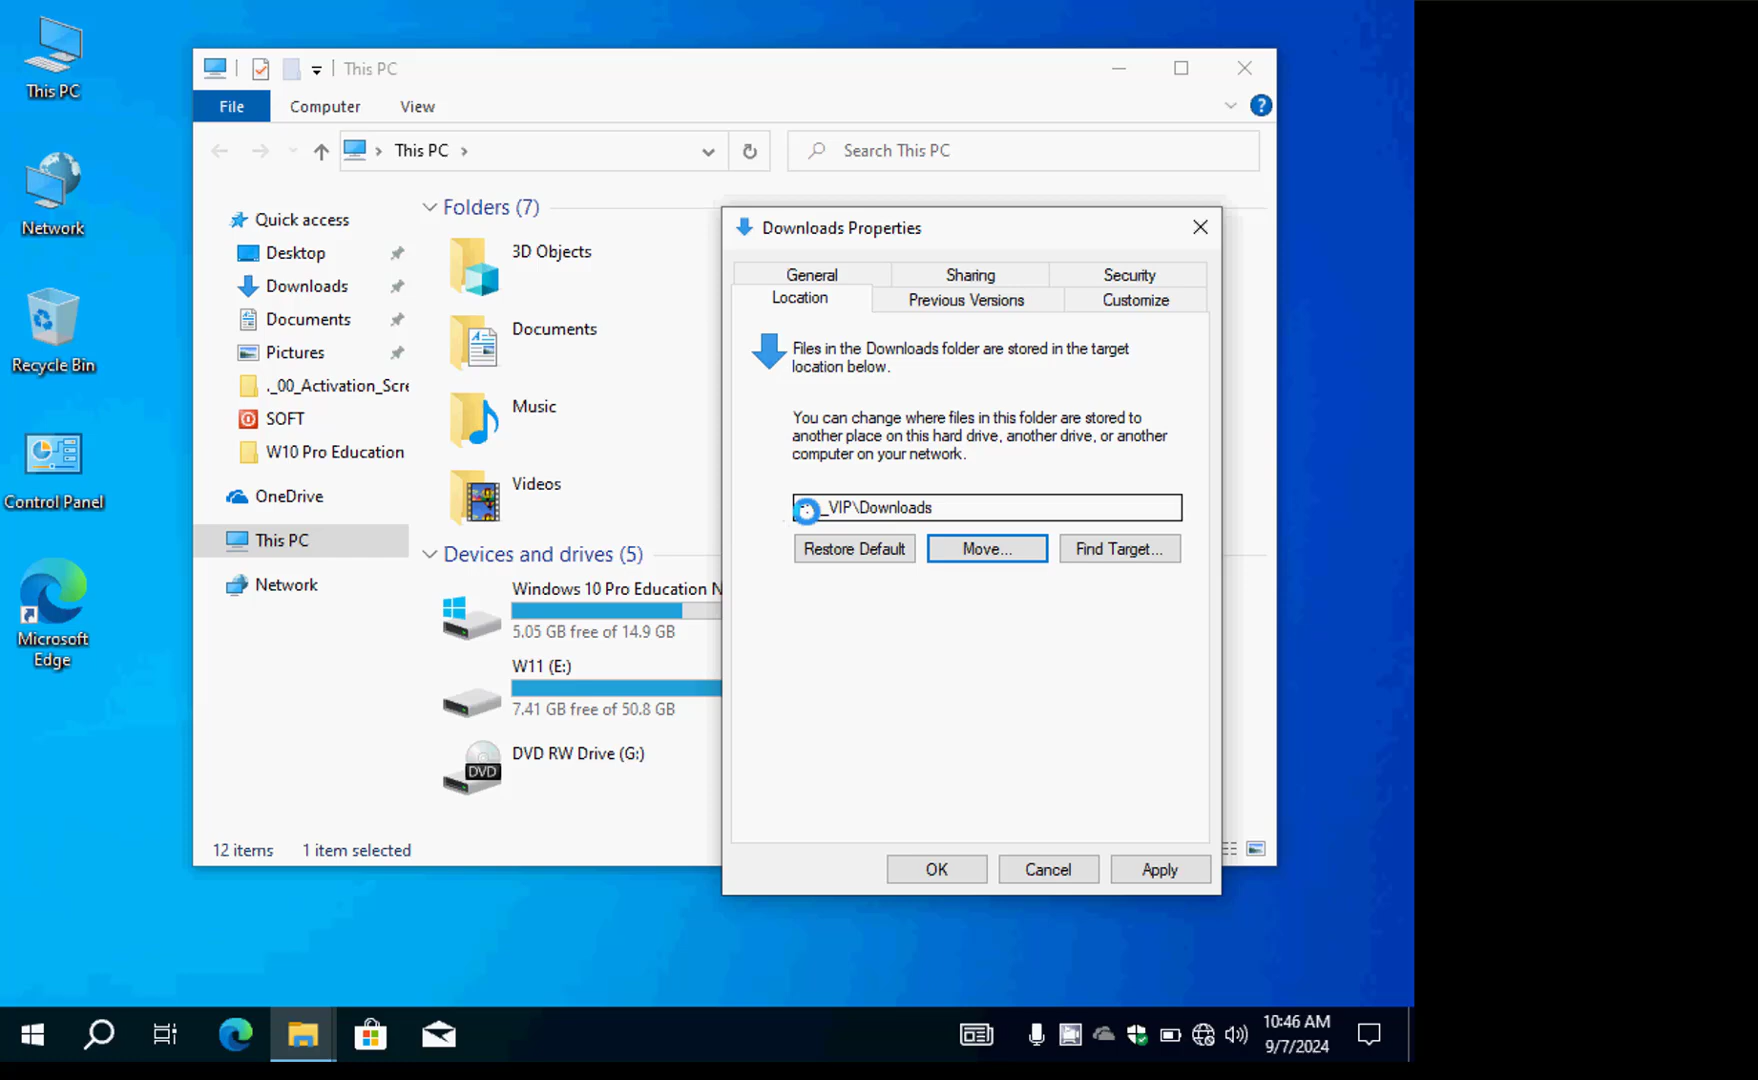 This PC
Network
Recycle Bin
Control Panel
Microsoft
Edge
This PC
File
Computer
View
This PC
Search This PC
Quick access
Desktop
Downloads
Documents
Pictures
._00_Activation_Scre
SOFT
W10 Pro Education
OneDrive
This PC
Network
Folders (7)
3D Objects
Documents
Music
Videos
Devices and drives (5)
Windows 10 Pro Education N
5.05 GB free of 14.9 GB
W11 (E:)
7.41 GB free of 50.8 GB
DVD RW Drive (G:)
DVD
12 items
1 item selected
Downloads Properties
General
Sharing
Security
Location
Previous Versions
Customize
Files in the Downloads folder are stored in the target
location below.
You can change where files in this folder are stored to
another place on this hard drive, another drive, or another
computer on your network.
_VIP\Downloads
Restore Default
Move...
Find Target...
OK
Cancel
Apply
10:46 AM
9/7/2024